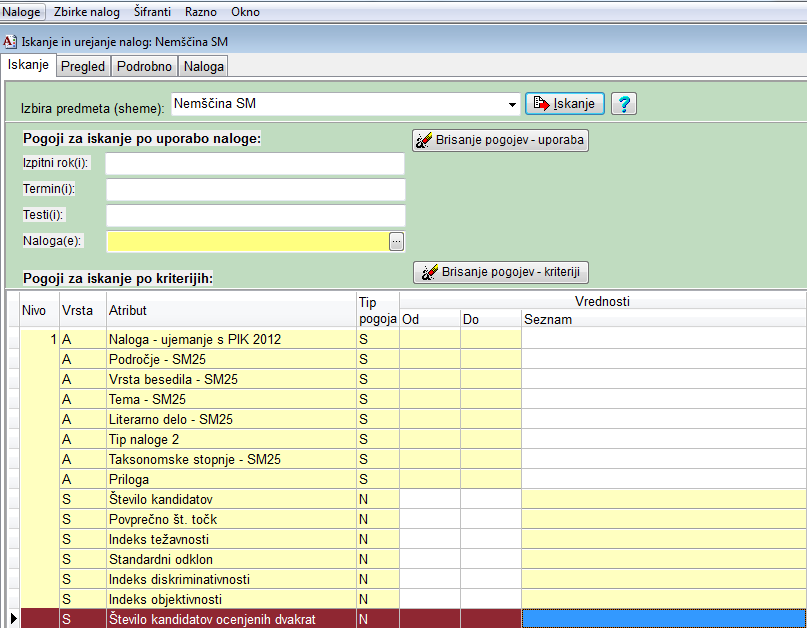 Naloge Zbirke nalog Šifranti Razno Okno
Iskanje in urejanje nalog: Nemščina SM
Iskanje Pregled Podrobno Naloga
Izbira predmeta (sheme): Nemščina SM Iskanje ?
Pogoji za iskanje po uporabo naloge: Brisanje pogojev - uporaba
Izpitni rok(i):
Termin(i):
Testi(i):
Naloga(e): ...
Pogoji za iskanje po kriterijih: Brisanje pogojev - kriteriji
Nivo Vrsta Atribut Tip pogoja Vrednosti
Od Do Seznam
1 A Naloga - ujemanje s PIK 2012 S
A Področje - SM25 S
A Vrsta besedila - SM25 S
A Tema - SM25 S
A Literarno delo - SM25 S
A Tip naloge 2 S
A Taksonomske stopnje - SM25 S
A Priloga S
S Število kandidatov N
S Povprečno št. točk N
S Indeks težavnosti N
S Standardni odklon N
S Indeks diskriminativnosti N
S Indeks objektivnosti N
S Število kandidatov ocenjenih dvakrat N